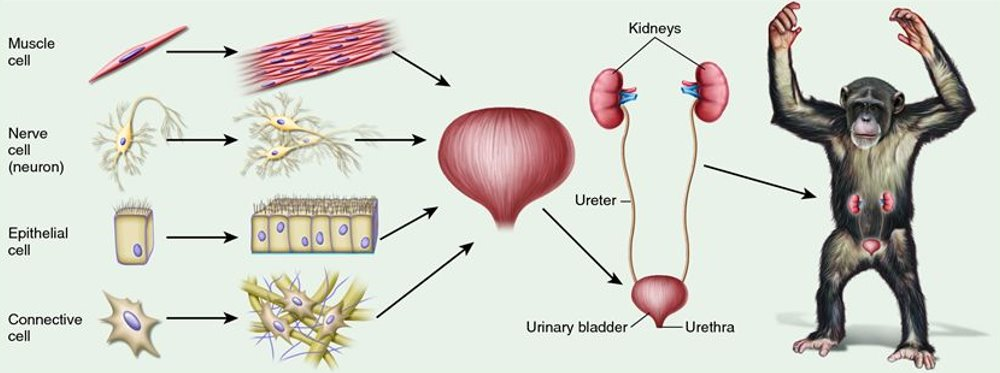 Muscle
cell
Nerve
cell
(neuron)
Epithelial
cell
Connective
cell
Kidneys
Ureter
Urinary bladder
Urethra